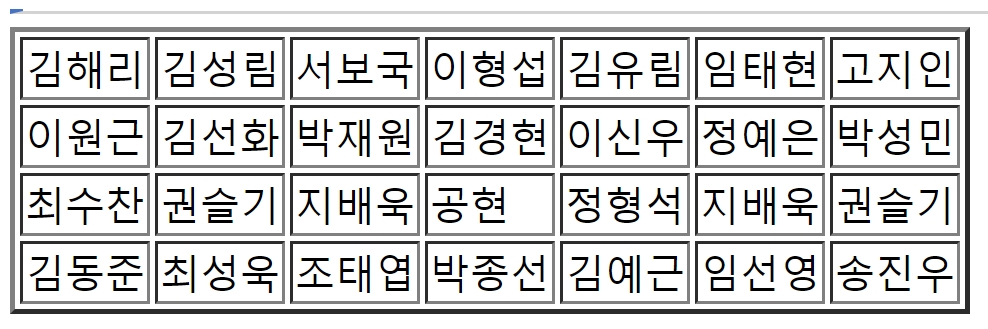 김해리 김성림 서보국 이형섭 김유림 임태현 고지인
이원근 김선화 박재원 김경현 이신우 정예은 박성민
최수찬 권슬기 지배욱 공현 정형석 지배욱 권슬기
김동준 최성욱 조태엽 박종선 김예근 임선영 송진우